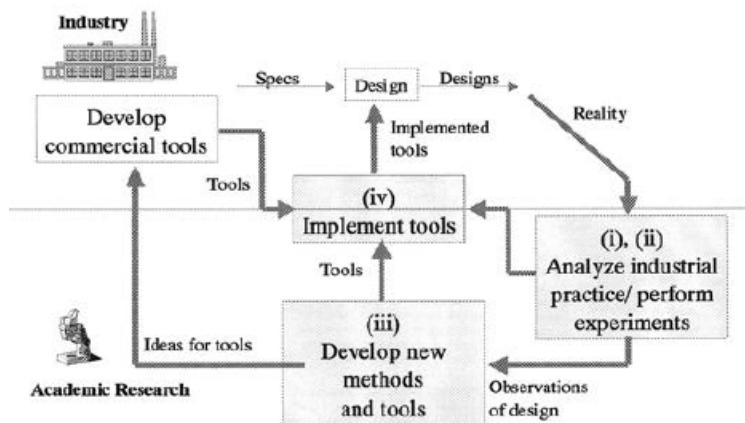 Industry
Specs
Design
Designs
Develop
commercial tools
Implemented
tools
Reality
Tools
(iv)
Implement tools
(i), (ii)
Analyze industrial
practice/ perform
experiments
Tools
(iii)
Develop new
methods
and tools
Ideas for tools
Academic Research
Observations
of design